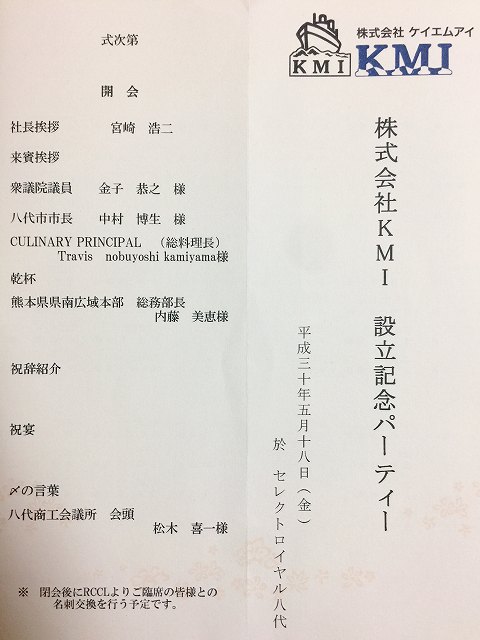 株式会社 ケイエムアイ
KMI
KMI
株式会社KMI 設立記念パーティー
平成三十年五月十八日(金)
於 セレクトロイヤル八代
式次第
開 会
社長挨拶 宮崎 浩二
来賓挨拶
衆議院議員 金子 恭之 様
八代市市長 中村 博生 様
CULINARY PRINCIPAL (総料理長)
Travis nobuyoshi kamiyama様
乾杯
熊本県県南広域本部 総務部長
内藤 美恵様
祝辞紹介
祝宴
〆の言葉
八代商工会議所 会頭
松木 喜一様
※ 閉会後にRCCLよりご臨席の皆様との
名刺交換を行う予定です。